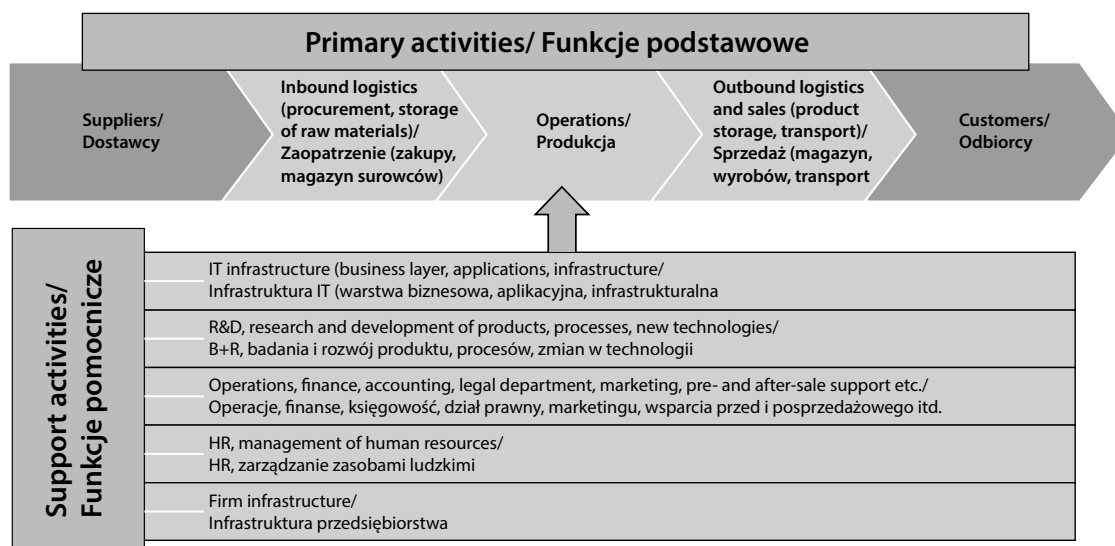 Primary activities/ Funkcje podstawowe
Suppliers/
Dostawcy
Inbound logistics
(procurement, storage
of raw materials)/
Zaopatrzenie (zakupy,
magazyn surowców)
Operations/
Produkcja
Outbound logistics
and sales (product
storage, transport)/
Sprzedaż (magazyn,
wyrobów, transport
Customers/
Odbiorcy
Support activities/
Funkcje pomocnicze
IT infrastructure (business layer, applications, infrastructure/
Infrastruktura IT (warstwa biznesowa, aplikacyjna, infrastrukturalna
R&D, research and development of products, processes, new technologies/
B+R, badania i rozwój produktu, procesów, zmian w technologii
Operations, finance, accounting, legal department, marketing, pre- and after-sale support etc./
Operacje, finanse, księgowość, dział prawny, marketingu, wsparcia przed i posprzedażowego itd.
HR, management of human resources/
HR, zarządzanie zasobami ludzkimi
Firm infrastructure/
Infrastruktura przedsiębiorstwa